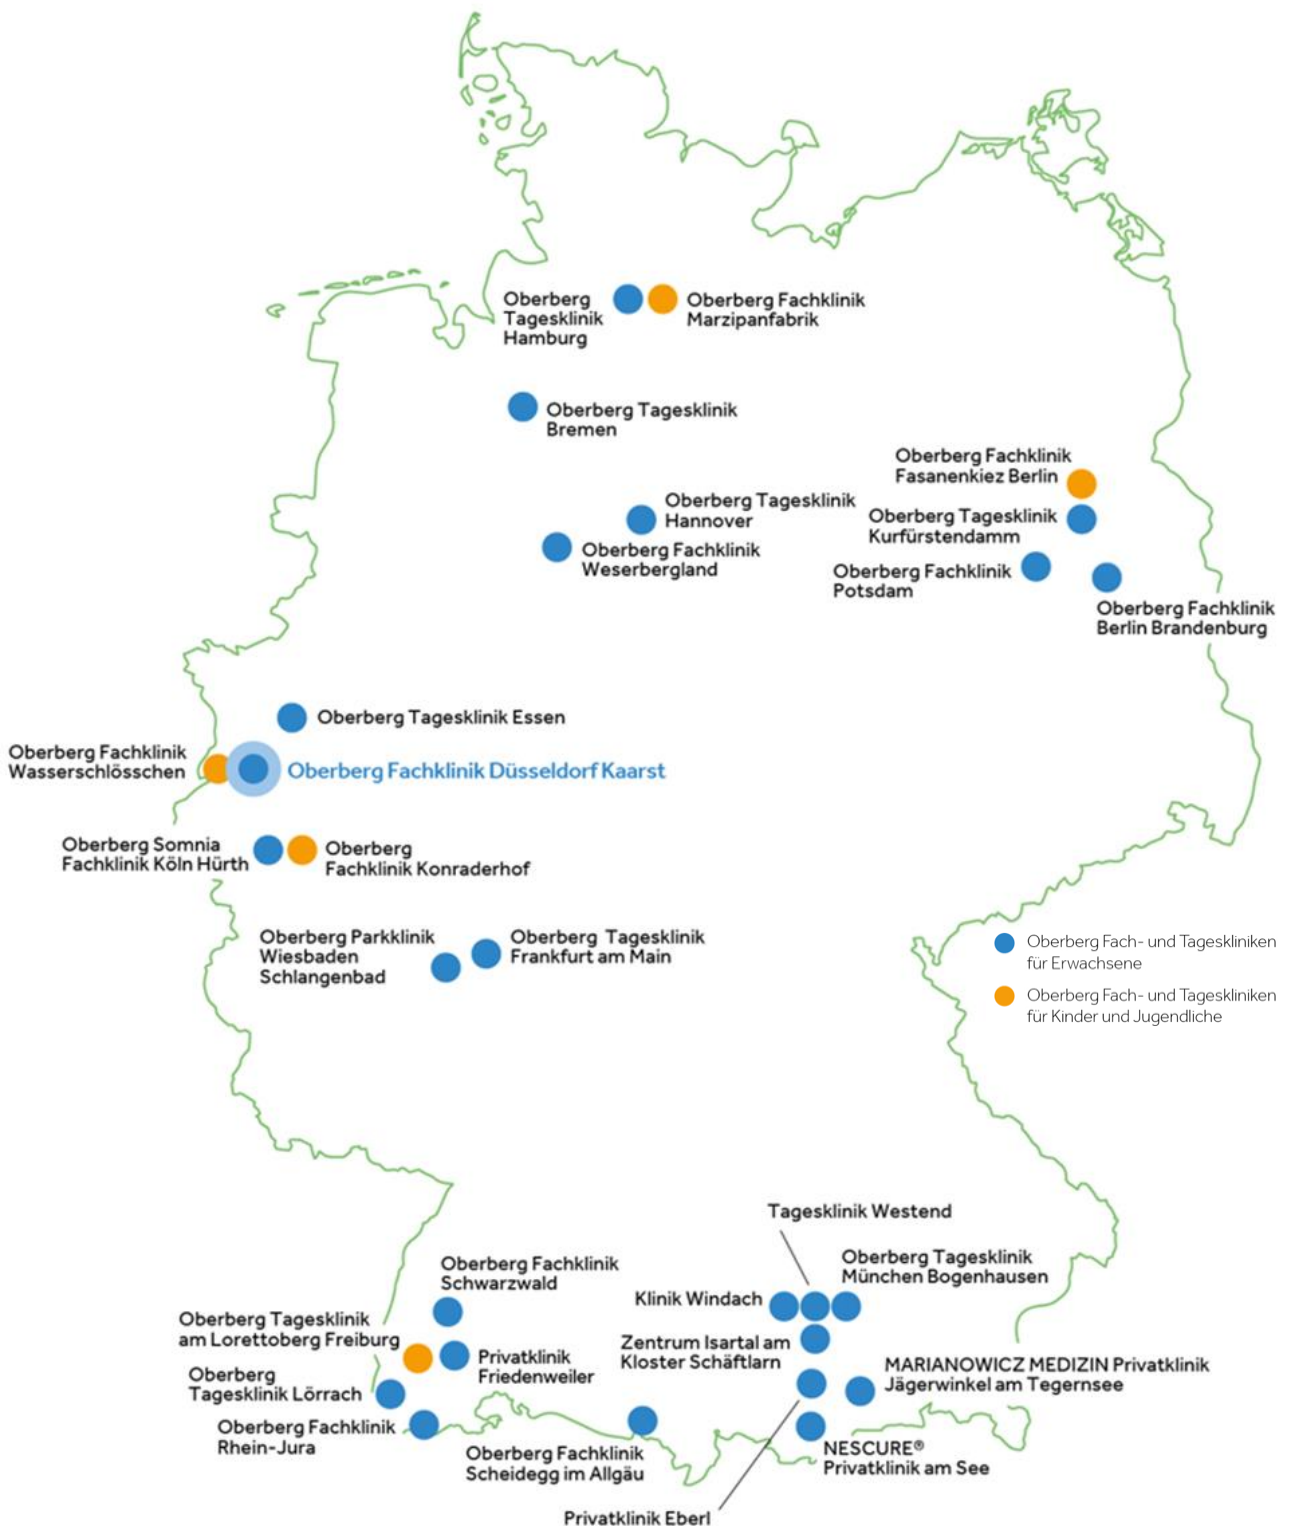 Oberberg
Tagesklinik
Hamburg
Oberberg Fachklinik
Marzipanfabrik
Oberberg Tagesklinik
Bremen
Oberberg Fachklinik
Fasanenkiez Berlin
Oberberg Tagesklinik
Hannover
Oberberg Tagesklinik
Kurfürstendamm
Oberberg Fachklinik
Weserbergland
Oberberg Fachklinik
Potsdam
Oberberg Fachklinik
Berlin Brandenburg
Oberberg Tagesklinik Essen
Oberberg Fachklinik
Wasserschlösschen
Oberberg Fachklinik Düsseldorf Kaarst
Oberberg Somnia
Fachklinik Köln Hürth
Oberberg
Fachklinik Konraderhof
Oberberg Parkklinik
Wiesbaden
Schlangenbad
Oberberg Tagesklinik
Frankfurt am Main
Oberberg Fach- und Tageskliniken
für Erwachsene
Oberberg Fach- und Tageskliniken
für Kinder und Jugendliche
Tagesklinik Westend
Oberberg Fachklinik
Schwarzwald
Oberberg Tagesklinik
München Bogenhausen
Klinik Windach
Oberberg Tagesklinik
am Lorettoberg Freiburg
Zentrum Isartal am
Kloster Schäftlarn
Privatklinik
Friedenweiler
MARIANOWICZ MEDIZIN Privatklinik
Jägerwinkel am Tegernsee
Oberberg
Tagesklinik Lörrach
Oberberg Fachklinik
Rhein-Jura
Oberberg Fachklinik
Scheidegg im Allgäu
NESCURE®
Privatklinik am See
Privatklinik Eberl